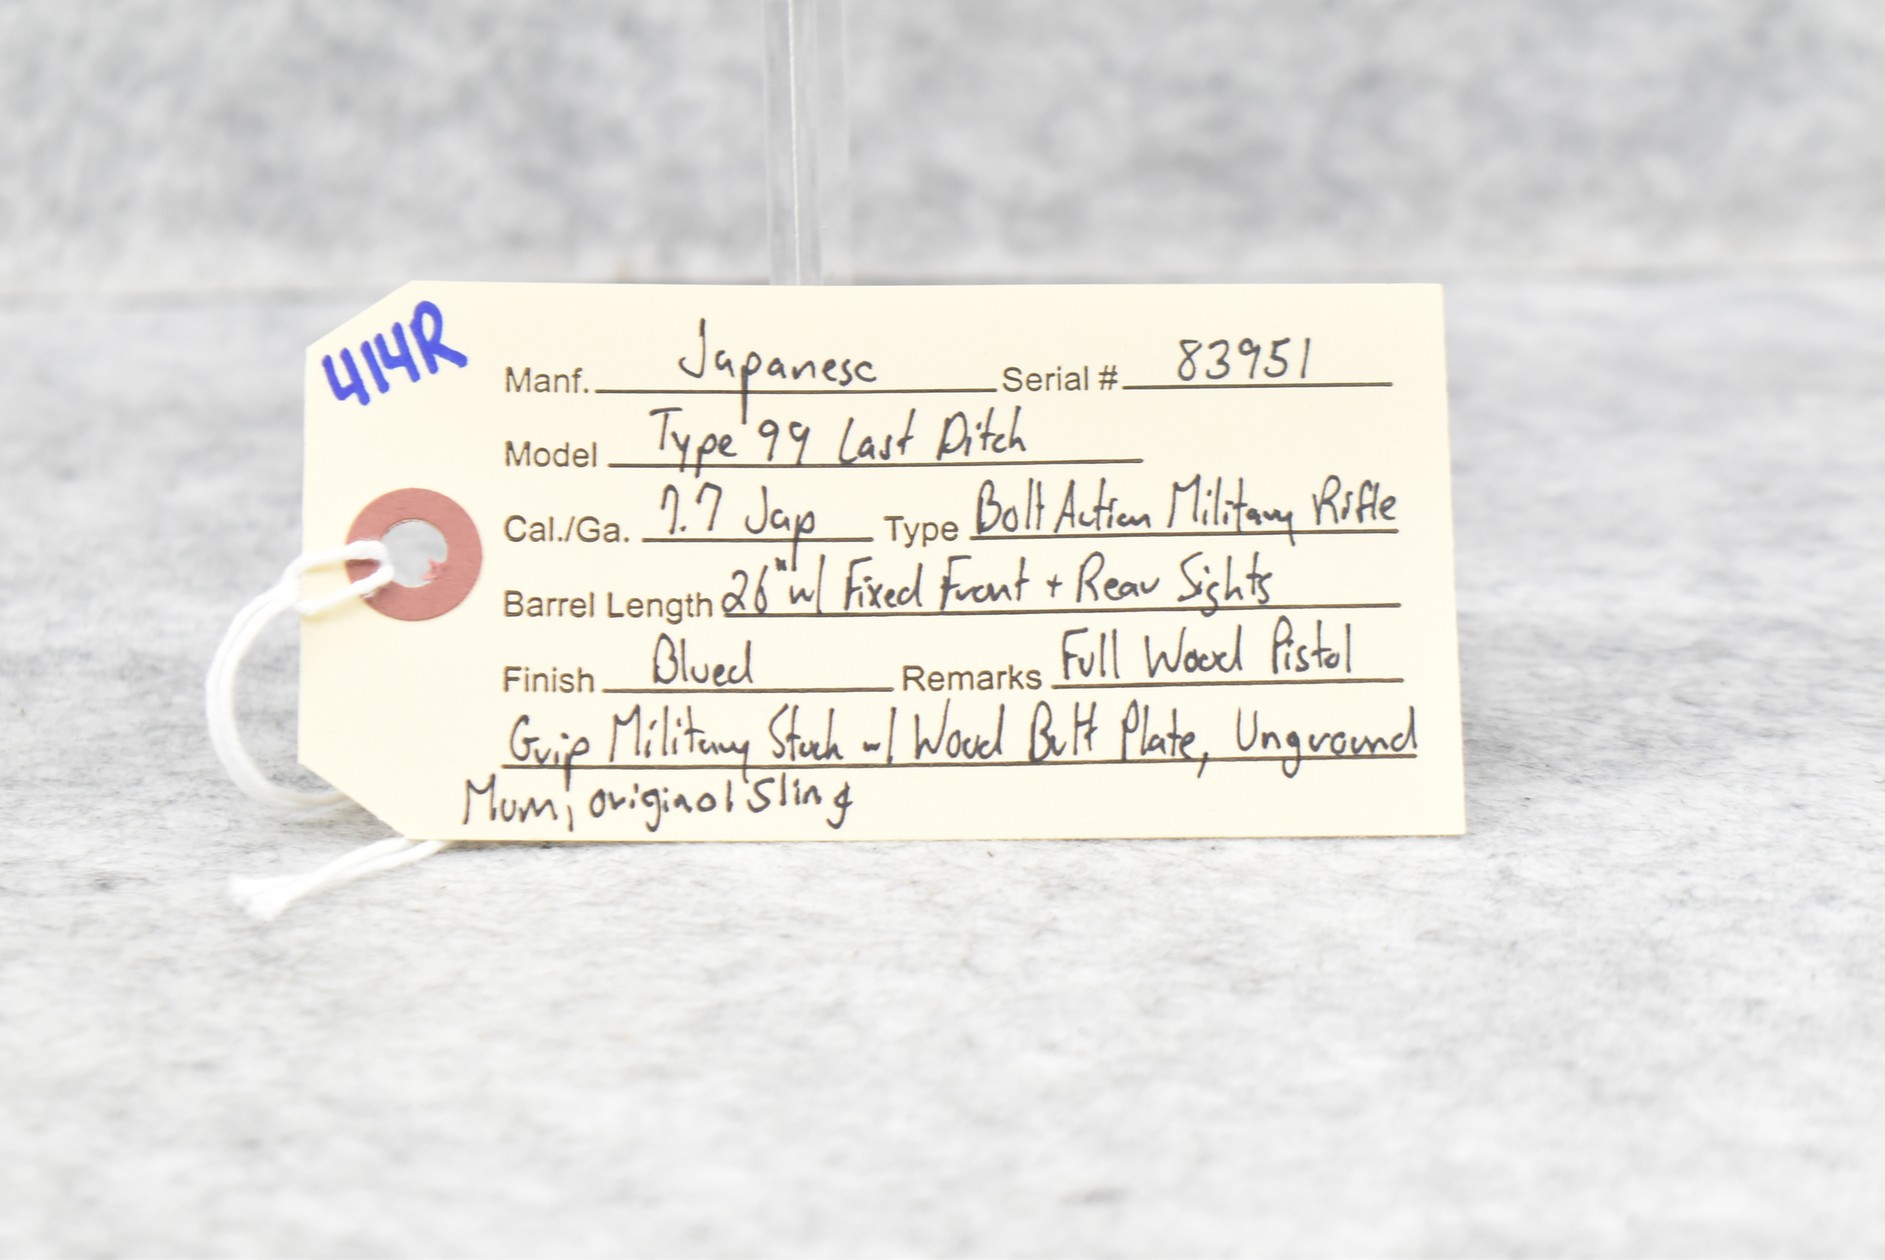 414R
Manf. Japanese Serial # 83951
Model Type 99 Last Ditch
Cal./Ga. 7.7 Jap Type Bolt Action Military Rifle
Barrel Length 26" w/ Fixed Front + Rear Sights
Finish Blued Remarks Full Wood Pistol
Grip Military Stock w/ Wood Butt Plate, Unground
Mum, original sling